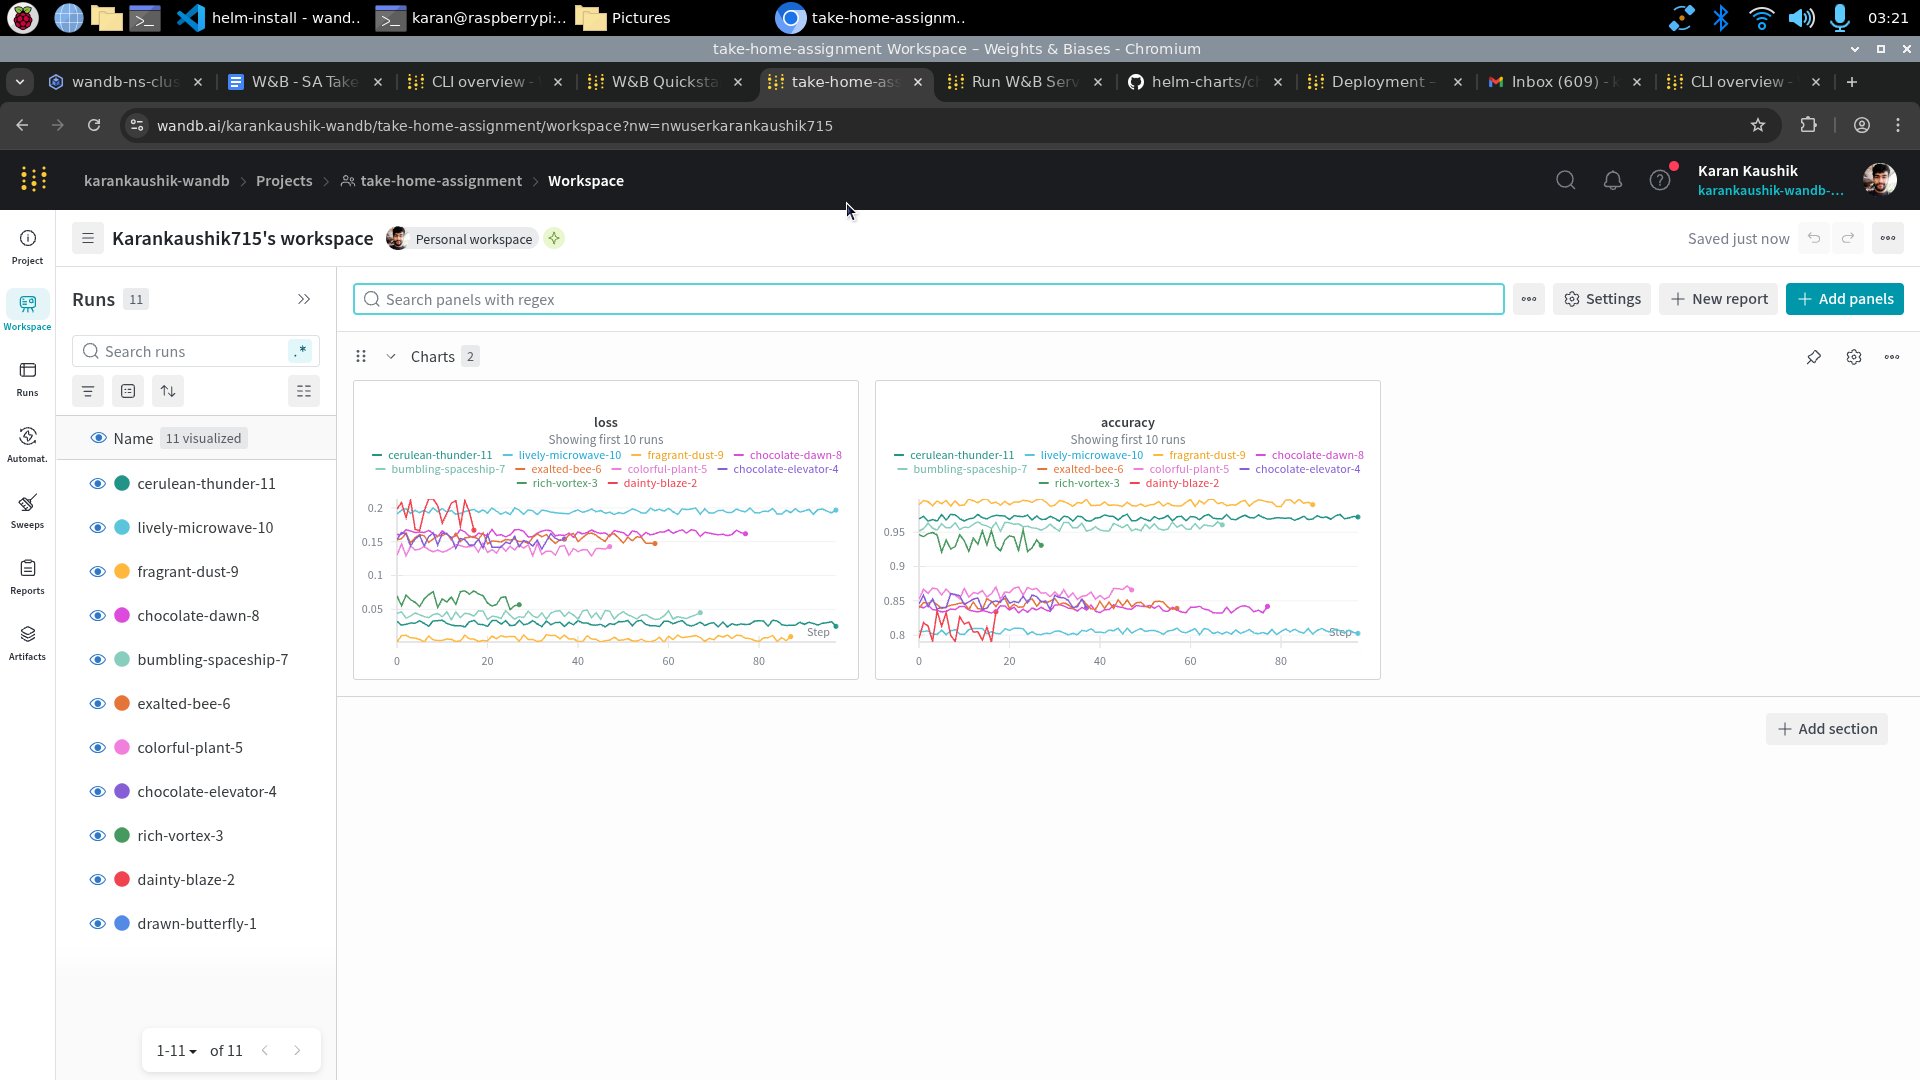 helm-install - wand..
karan@raspberrypi:..
Pictures
take-home-assignm..
03:21
take-home-assignment Workspace – Weights & Biases - Chromium
wandb-ns-clus
W&B - SA Take
CLI overview -
W&B Quicksta
take-home-ass
Run W&B Serv
helm-charts/ch
Deployment -
Inbox (609) - k
CLI overview -
wandb.ai/karankaushik-wandb/take-home-assignment/workspace?nw=nwuserkarankaushik715
karankaushik-wandb > Projects > take-home-assignment > Workspace
Karan Kaushik
karankaushik-wandb-...
Karankaushik715's workspace
Personal workspace
Saved just now
Project
Workspace
Runs
Automat.
Sweeps
Reports
Artifacts
Runs 11
Search runs
.*
Name 11 visualized
cerulean-thunder-11
lively-microwave-10
fragrant-dust-9
chocolate-dawn-8
bumbling-spaceship-7
exalted-bee-6
colorful-plant-5
chocolate-elevator-4
rich-vortex-3
dainty-blaze-2
drawn-butterfly-1
1-11 of 11
Search panels with regex
Settings
New report
Add panels
Charts 2
loss
Showing first 10 runs
cerulean-thunder-11 lively-microwave-10 fragrant-dust-9 chocolate-dawn-8
bumbling-spaceship-7 exalted-bee-6 colorful-plant-5 chocolate-elevator-4
rich-vortex-3 dainty-blaze-2
0.2
0.15
0.1
0.05
Step
0 20 40 60 80
accuracy
Showing first 10 runs
cerulean-thunder-11 lively-microwave-10 fragrant-dust-9 chocolate-dawn-8
bumbling-spaceship-7 exalted-bee-6 colorful-plant-5 chocolate-elevator-4
rich-vortex-3 dainty-blaze-2
0.95
0.9
0.85
0.8
Step
0 20 40 60 80
Add section